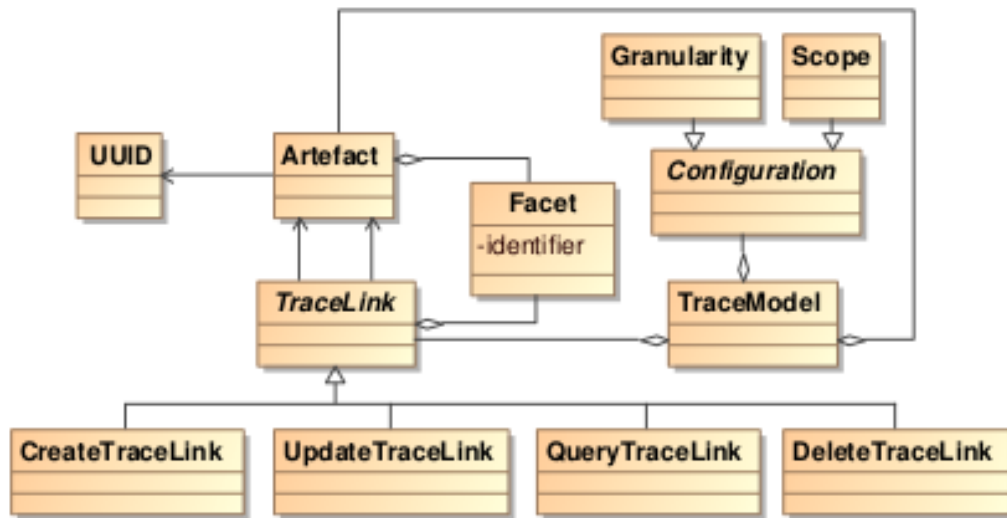 Granularity
Scope
UUID
Artefact
Configuration
Facet
-identifier
TraceLink
TraceModel
CreateTraceLink
UpdateTraceLink
QueryTraceLink
DeleteTraceLink